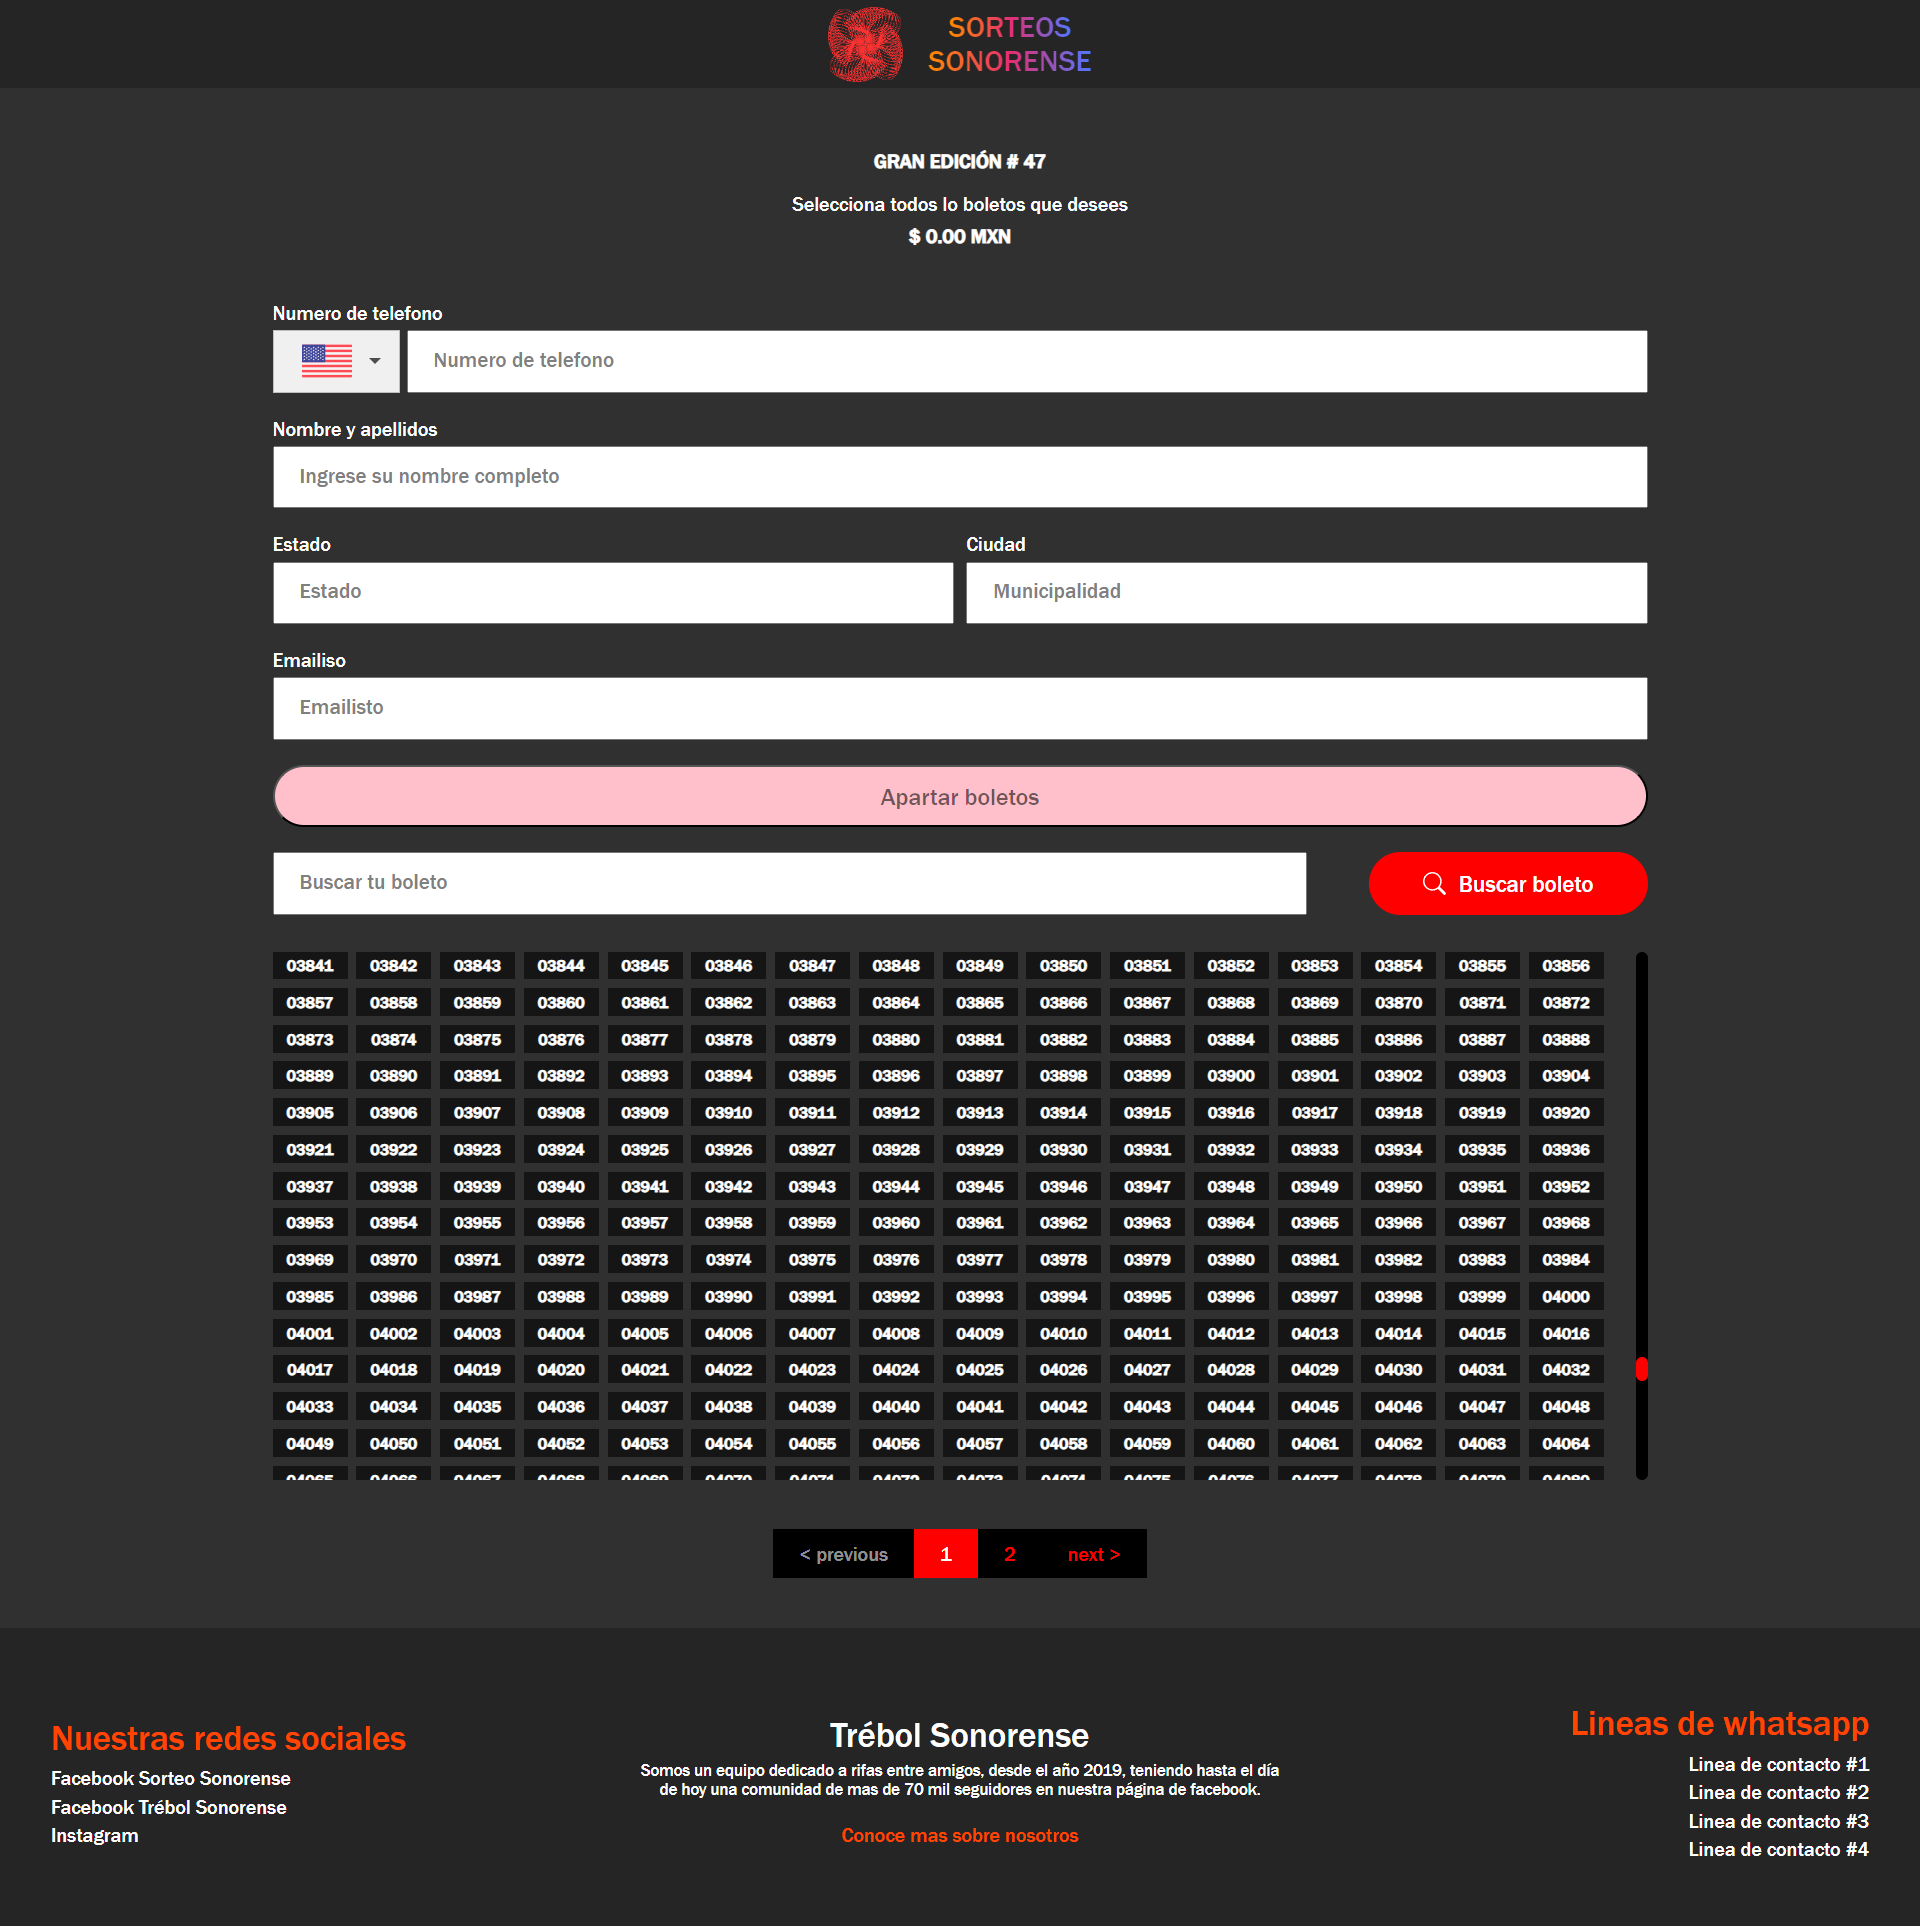 SORTEOS
SONORENSE
GRAN EDICIÓN # 47
Selecciona todos lo boletos que desees
$ 0.00 MXN
Numero de telefono
Numero de telefono
Nombre y apellidos
Ingrese su nombre completo
Estado Ciudad
Estado Municipalidad
Emailiso
Emailisto
Apartar boletos
Buscar tu boleto Buscar boleto
03841 03842 03843 03844 03845 03846 03847 03848 03849 03850 03851 03852 03853 03854 03855 03856
03857 03858 03859 03860 03861 03862 03863 03864 03865 03866 03867 03868 03869 03870 03871 03872
03873 03874 03875 03876 03877 03878 03879 03880 03881 03882 03883 03884 03885 03886 03887 03888
03889 03890 03891 03892 03893 03894 03895 03896 03897 03898 03899 03900 03901 03902 03903 03904
03905 03906 03907 03908 03909 03910 03911 03912 03913 03914 03915 03916 03917 03918 03919 03920
03921 03922 03923 03924 03925 03926 03927 03928 03929 03930 03931 03932 03933 03934 03935 03936
03937 03938 03939 03940 03941 03942 03943 03944 03945 03946 03947 03948 03949 03950 03951 03952
03953 03954 03955 03956 03957 03958 03959 03960 03961 03962 03963 03964 03965 03966 03967 03968
03969 03970 03971 03972 03973 03974 03975 03976 03977 03978 03979 03980 03981 03982 03983 03984
03985 03986 03987 03988 03989 03990 03991 03992 03993 03994 03995 03996 03997 03998 03999 04000
04001 04002 04003 04004 04005 04006 04007 04008 04009 04010 04011 04012 04013 04014 04015 04016
04017 04018 04019 04020 04021 04022 04023 04024 04025 04026 04027 04028 04029 04030 04031 04032
04033 04034 04035 04036 04037 04038 04039 04040 04041 04042 04043 04044 04045 04046 04047 04048
04049 04050 04051 04052 04053 04054 04055 04056 04057 04058 04059 04060 04061 04062 04063 04064
04065 04066 04067 04068 04069 04070 04071 04072 04073 04074 04075 04076 04077 04078 04079 04080
< previous 1 2 next >
Nuestras redes sociales
Facebook Sorteo Sonorense
Facebook Trébol Sonorense
Instagram
Trébol Sonorense
Somos un equipo dedicado a rifas entre amigos, desde el año 2019, teniendo hasta el día
de hoy una comunidad de mas de 70 mil seguidores en nuestra página de facebook.
Conoce mas sobre nosotros
Lineas de whatsapp
Linea de contacto #1
Linea de contacto #2
Linea de contacto #3
Linea de contacto #4